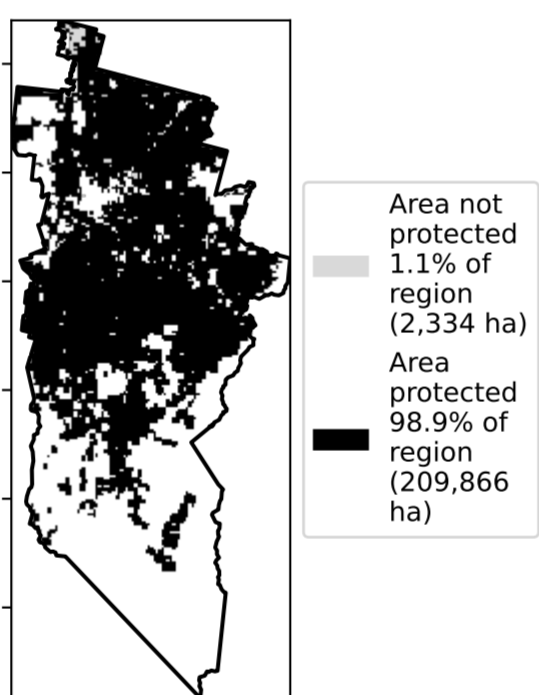 Area not
protected
1.1% of
region
(2,334 ha)
Area
protected
98.9% of
region
(209,866
ha)